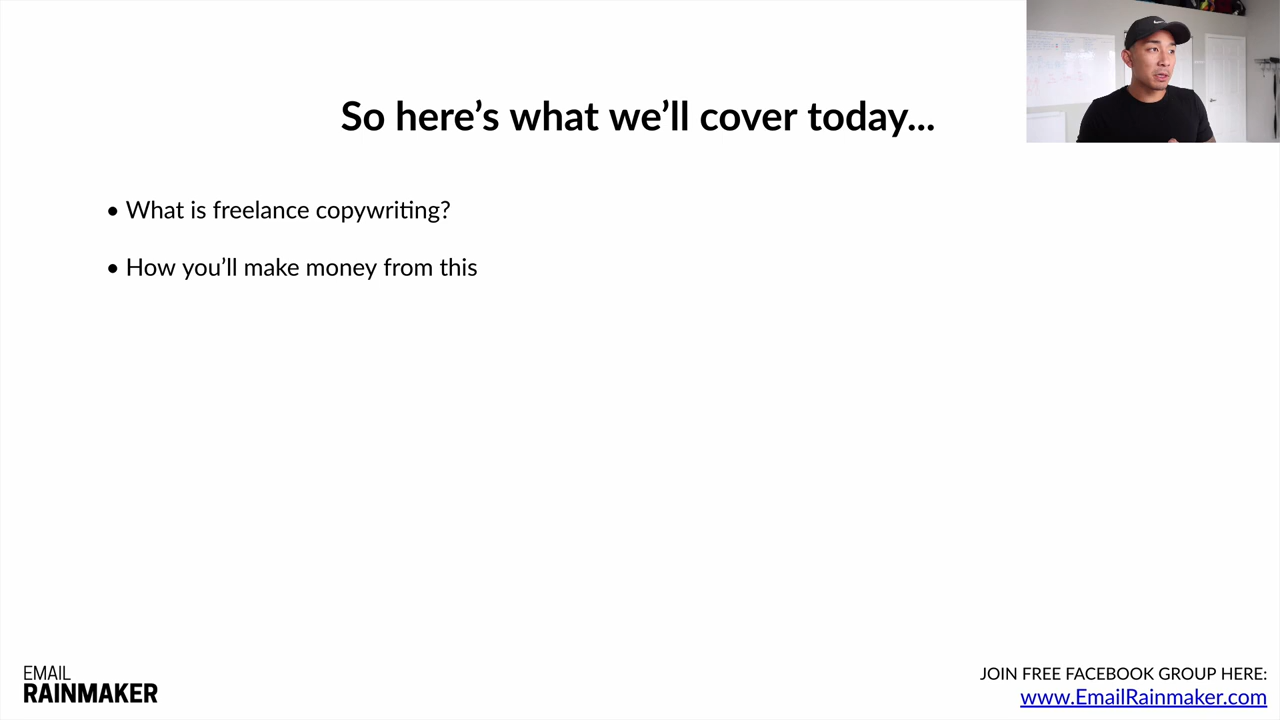 So here's what we'll cover today...
• What is freelance copywriting?
• How you'll make money from this
EMAIL
RAINMAKER
JOIN FREE FACEBOOK GROUP HERE:
www.EmailRainmaker.com